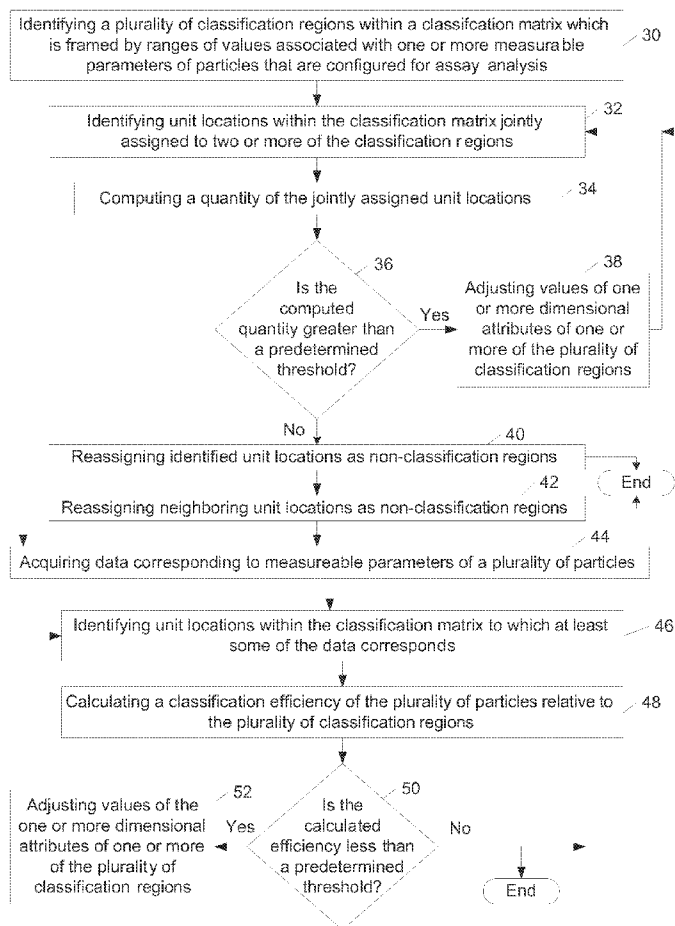 Identifying a plurality of classification regions within a classifcation matrix which
is framed by ranges of values associated with one or more measurable
parameters of particles that are configured for assay analysis
30
32
Identifying unit locations within the classification matrix jointly
assigned to two or more of the classification regions
Computing a quantity of the jointly assigned unit locations
34
36
Is the
computed
quantity greater than
a predetermined
threshold?
Yes
38
Adjusting values of one
or more dimensional
attributes of one or
more of the plurality of
classification regions
No
40
Reassigning identified unit locations as non-classification regions
End
42
Reassigning neighboring unit locations as non-classification regions
44
Acquiring data corresponding to measureable parameters of a plurality of particles
Identifying unit locations within the classification matrix to which at least
some of the data corresponds
46
Calculating a classification efficiency of the plurality of particles relative to
the plurality of classification regions
48
50
Is the
calculated
efficiency less than
a predetermined
threshold?
52
Adjusting values of the
one or more dimensional
attributes of one or more
of the plurality of
classification regions
Yes
No
End